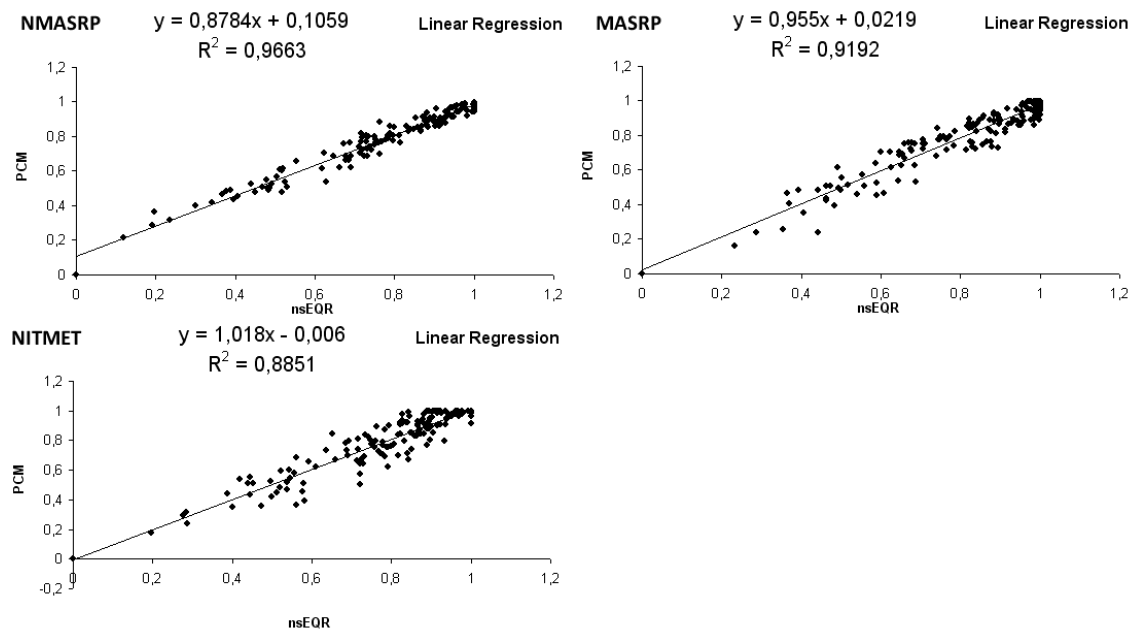 NMASRP y = 0,8784x + 0,1059 Linear Regression
R² = 0,9663
1,2
1
0,8
0,6
0,4
0,2
0
PCM
0 0,2 0,4 0,6 0,8 1 1,2
nsEQR
MASRP y = 0,955x + 0,0219 Linear Regression
R² = 0,9192
1,2
1
0,8
0,6
0,4
0,2
0
PCM
0 0,2 0,4 0,6 0,8 1 1,2
nsEQR
NITMET y = 1,018x - 0,006 Linear Regression
R² = 0,8851
1,2
1
0,8
0,6
0,4
0,2
0
-0,2
PCM
0 0,2 0,4 0,6 0,8 1 1,2
nsEQR